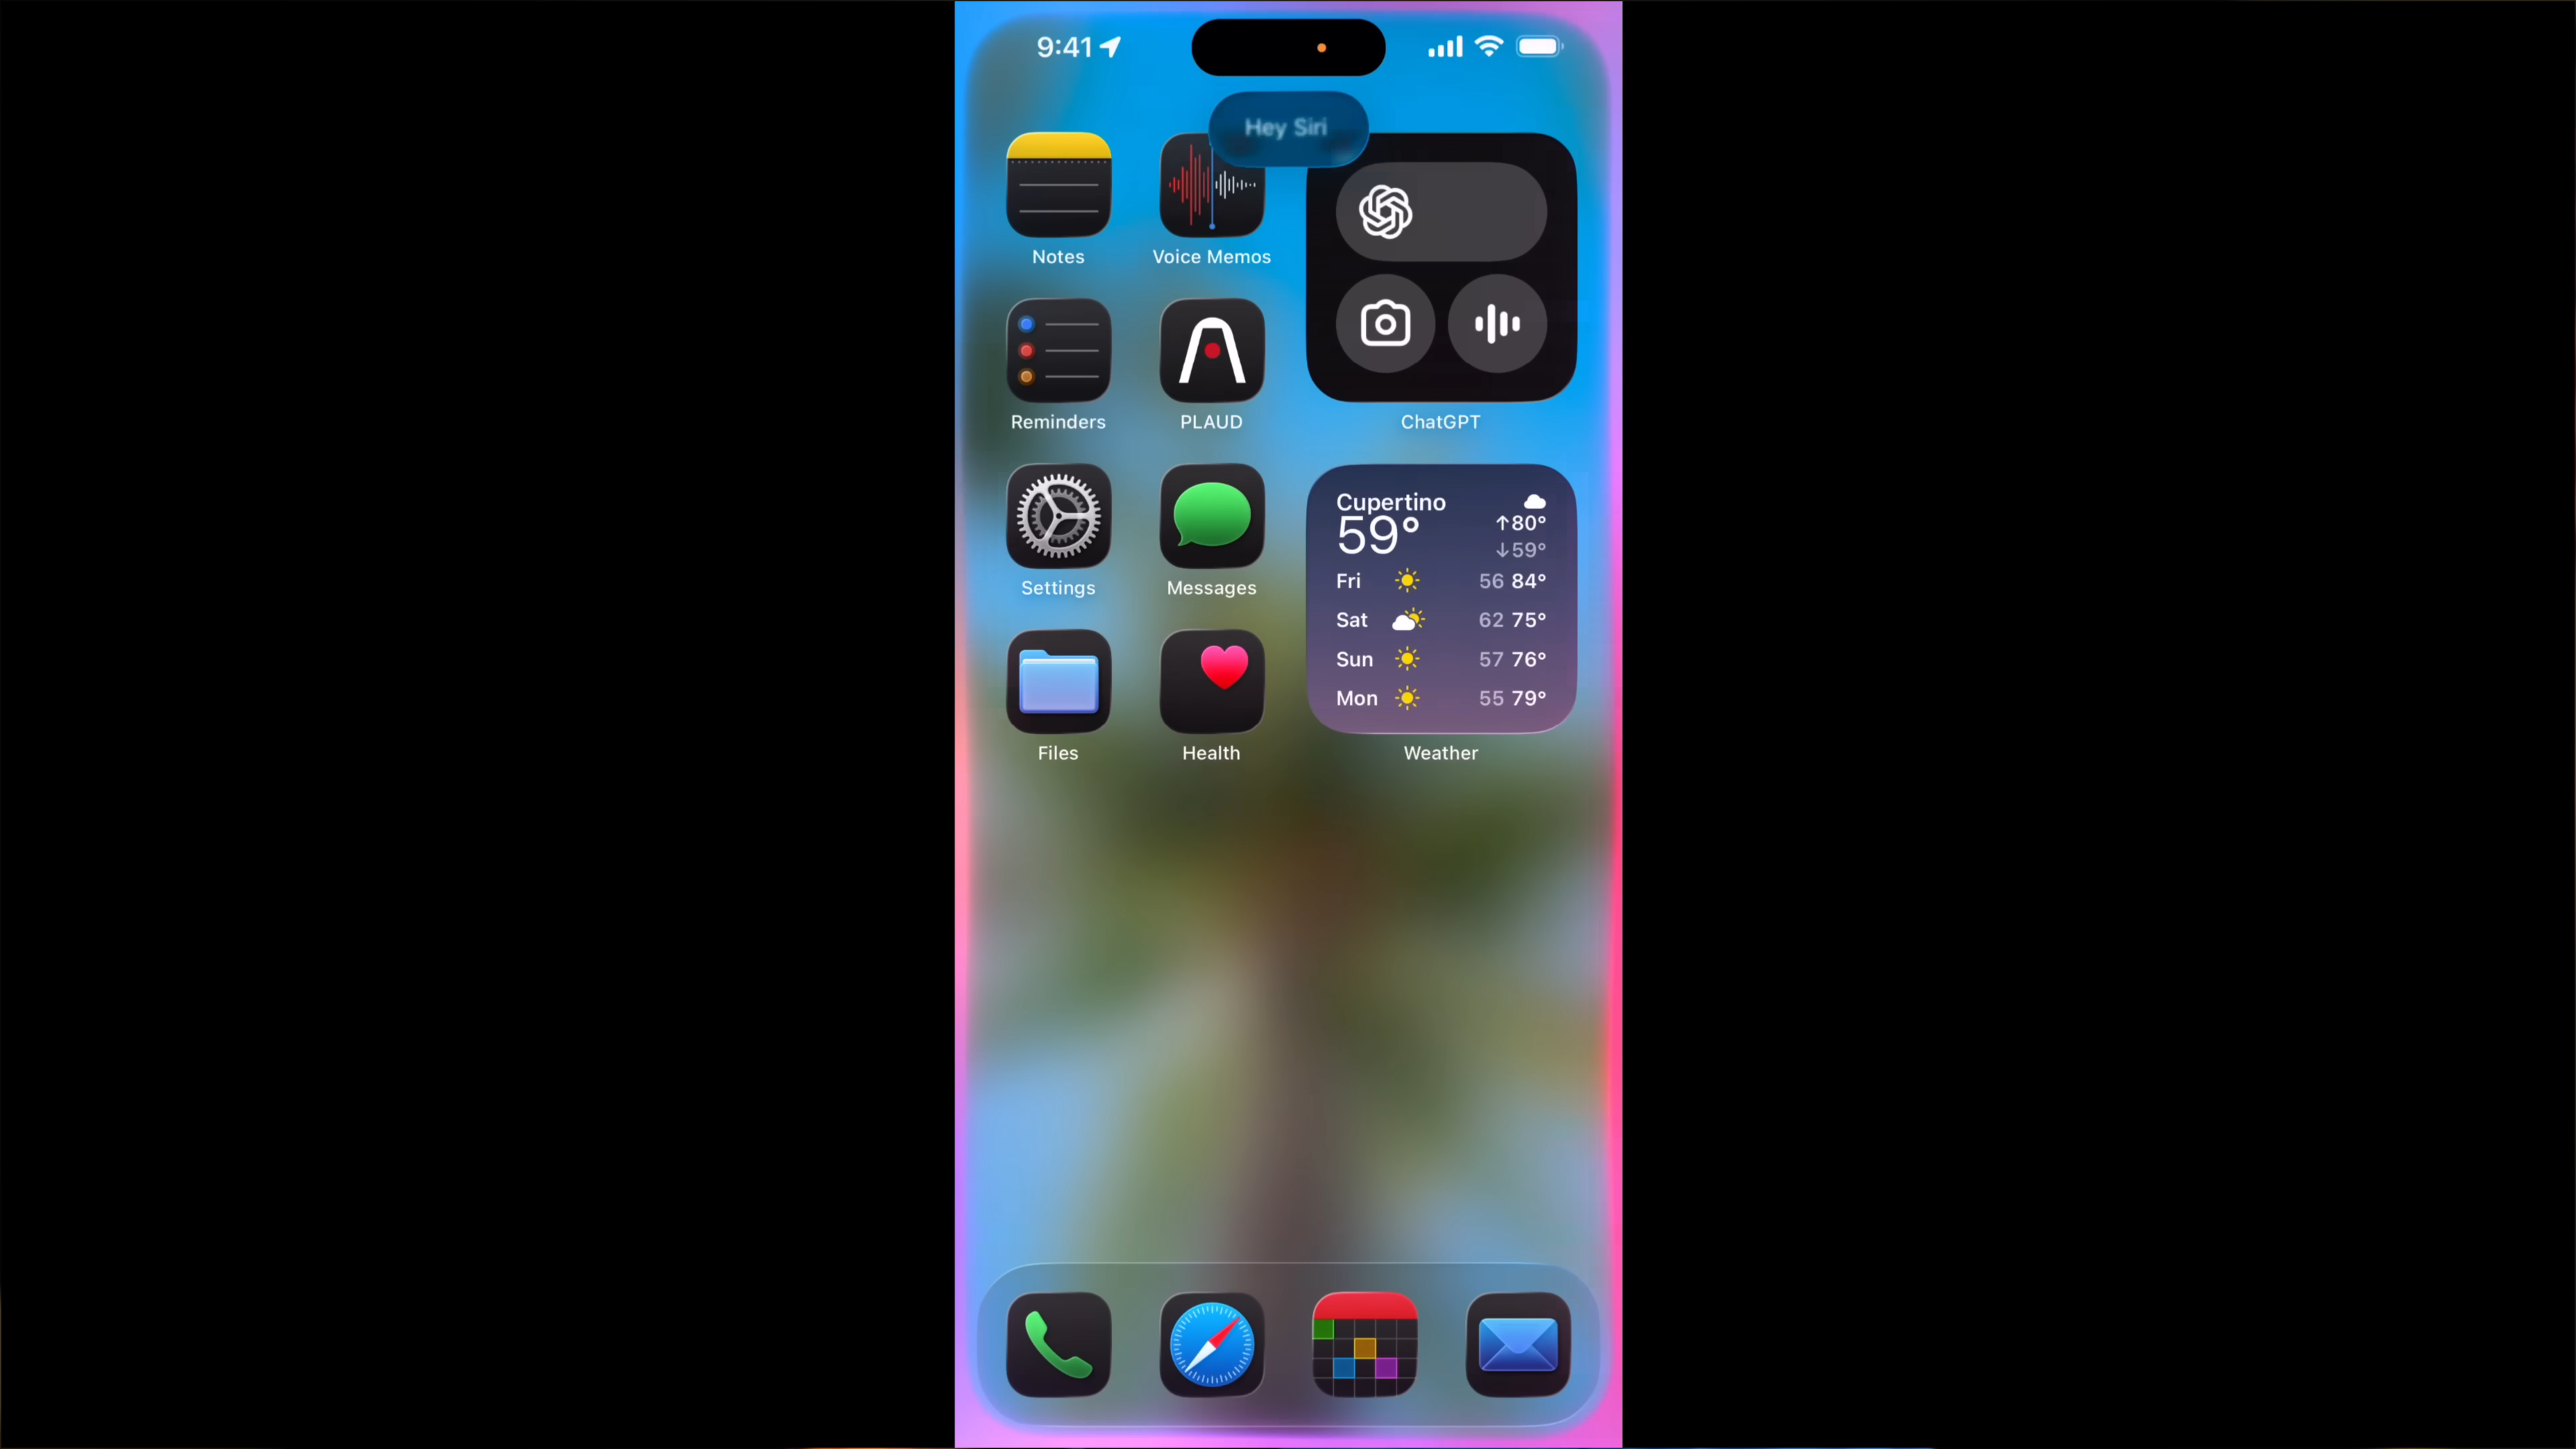 9:41
Hey Siri
Notes
Voice Memos
Reminders
PLAUD
ChatGPT
Settings
Messages
Cupertino
59°
↑80°
↓59°
Fri 56 84°
Sat 62 75°
Sun 57 76°
Mon 55 79°
Files
Health
Weather